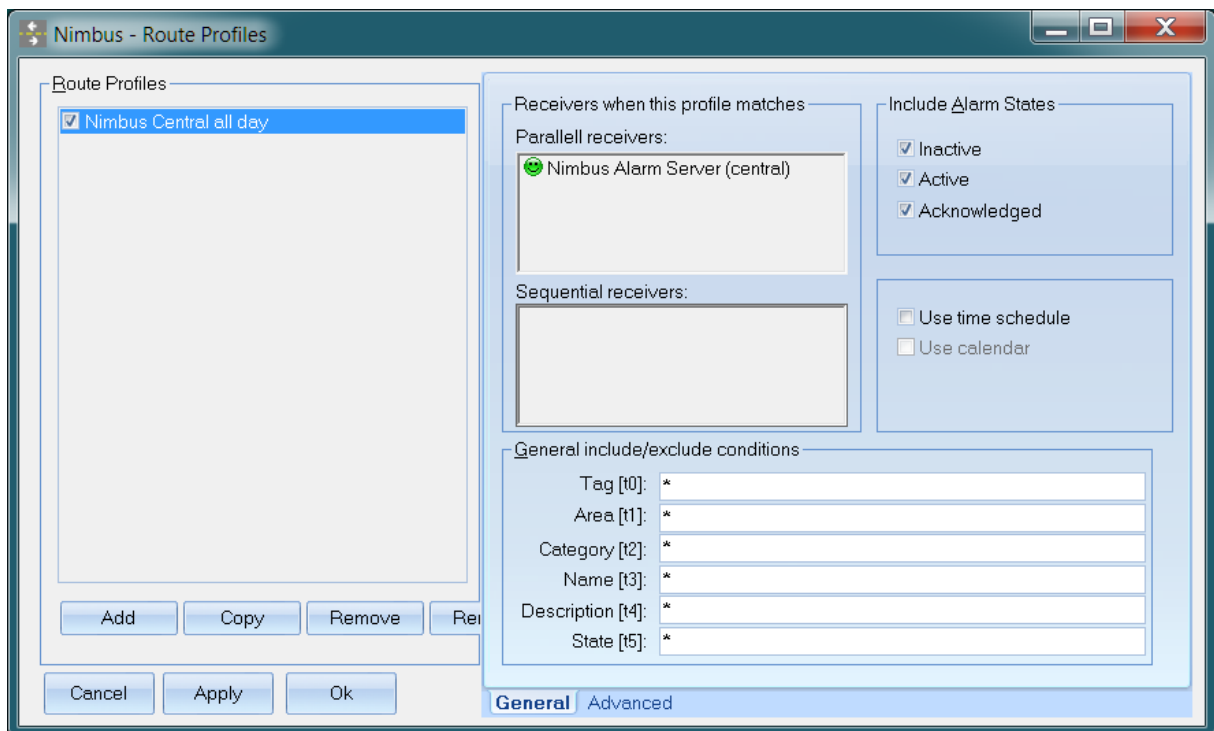 Nimbus - Route Profiles
Route Profiles
Nimbus Central all day
Add
Copy
Remove
Cancel
Apply
Ok
Receivers when this profile matches
Parallell receivers:
Nimbus Alarm Server (central)
Sequential receivers:
Include Alarm States
Inactive
Active
Acknowledged
Use time schedule
Use calendar
General include/exclude conditions
Tag [t0]: *
Area [t1]: *
Category [t2]: *
Name [t3]: *
Description [t4]: *
State [t5]: *
General Advanced